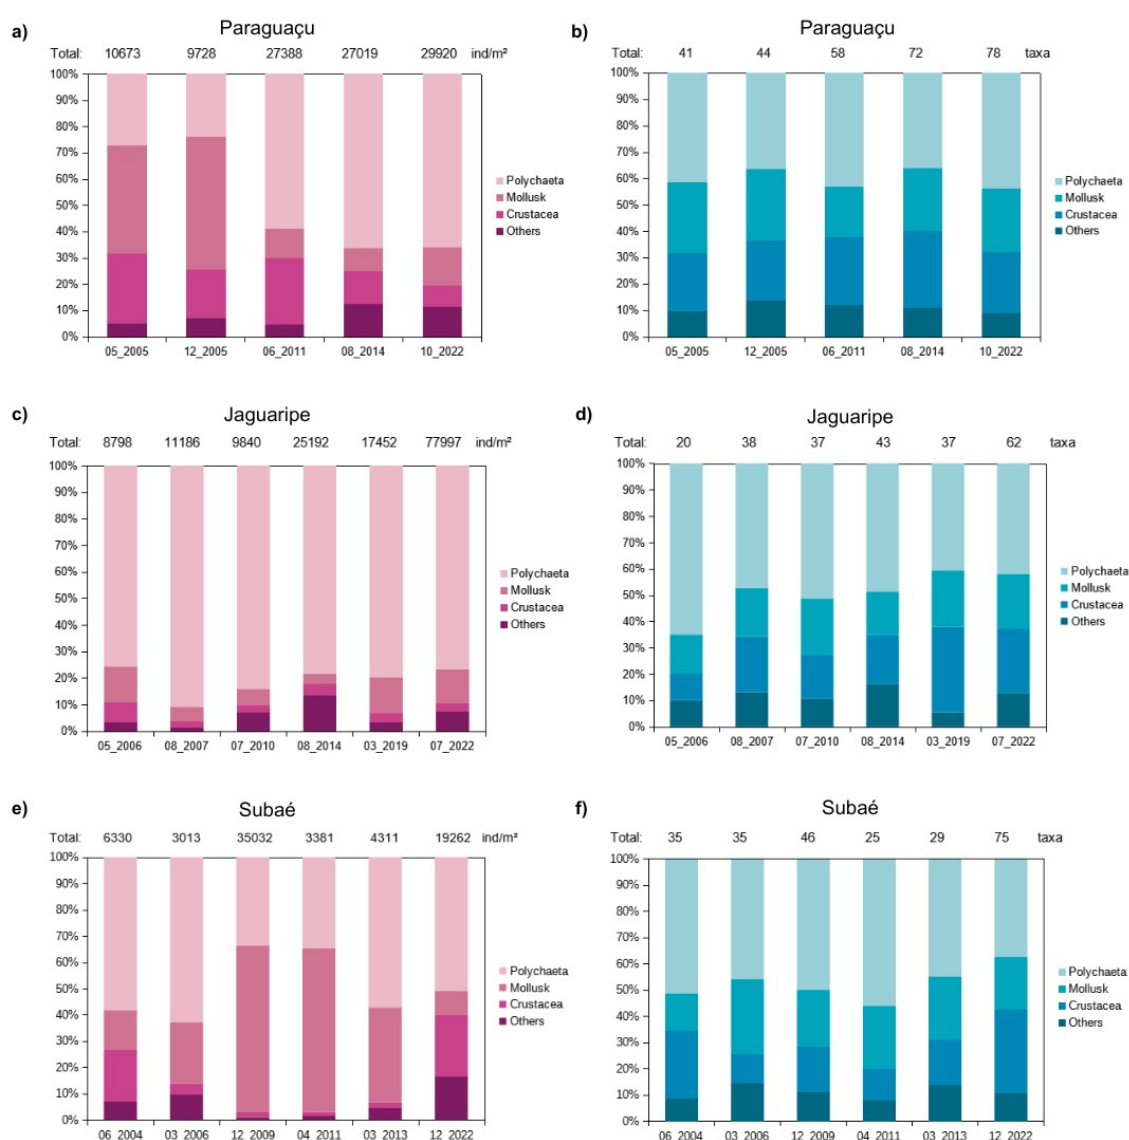 a)
Paraguaçu
Total: 10673 9728 27388 27019 29920 ind/m²
100%
90%
80%
70%
60%
50%
40%
30%
20%
10%
0%
Polychaeta
Mollusk
Crustacea
Others
05_2005 12_2005 06_2011 08_2014 10_2022
b)
Paraguaçu
Total: 41 44 58 72 78 taxa
100%
90%
80%
70%
60%
50%
40%
30%
20%
10%
0%
Polychaeta
Mollusk
Crustacea
Others
05_2005 12_2005 06_2011 08_2014 10_2022
c)
Jaguaripe
Total: 8798 11186 9840 25192 17452 77997 ind/m²
100%
90%
80%
70%
60%
50%
40%
30%
20%
10%
0%
Polychaeta
Mollusk
Crustacea
Others
05_2006 08_2007 07_2010 08_2014 03_2019 07_2022
d)
Jaguaripe
Total: 20 38 37 43 37 62 taxa
100%
90%
80%
70%
60%
50%
40%
30%
20%
10%
0%
Polychaeta
Mollusk
Crustacea
Others
05_2006 08_2007 07_2010 08_2014 03_2019 07_2022
e)
Subaé
Total: 6330 3013 35032 3381 4311 19262 ind/m²
100%
90%
80%
70%
60%
50%
40%
30%
20%
10%
0%
Polychaeta
Mollusk
Crustacea
Others
06_2004 03_2006 12_2009 04_2011 03_2013 12_2022
f)
Subaé
Total: 35 35 46 25 29 75 taxa
100%
90%
80%
70%
60%
50%
40%
30%
20%
10%
0%
Polychaeta
Mollusk
Crustacea
Others
06_2004 03_2006 12_2009 04_2011 03_2013 12_2022